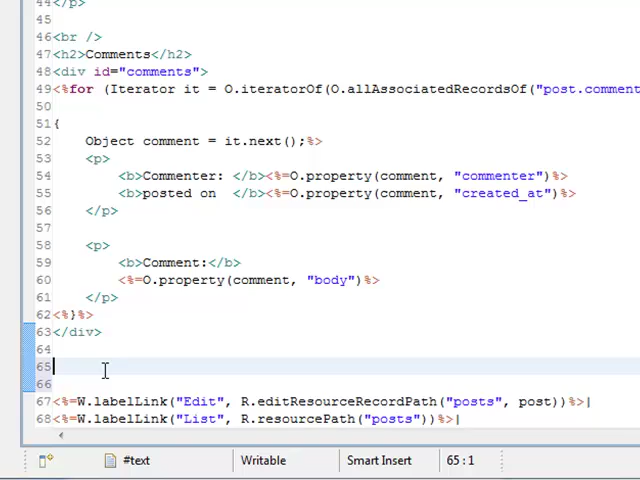 44</p>
45
46<br />
47<h2>Comments</h2>
48<div id="comments">
49<%for (Iterator it = O.iteratorOf(O.allAssociatedRecordsOf("post.comment
50
51{
52 Object comment = it.next();%>
53 <p>
54 <b>Commenter: </b><%=O.property(comment, "commenter")%>
55 <b>posted on </b><%=O.property(comment, "created_at")%>
56 </p>
57
58 <p>
59 <b>Comment:</b>
60 <%=O.property(comment, "body")%>
61 </p>
62<%}%>
63</div>
64
65
66
67<%=W.labelLink("Edit", R.editResourceRecordPath("posts", post))%>|
68<%=W.labelLink("List", R.resourcePath("posts"))%>|
#text Writable Smart Insert 65 : 1